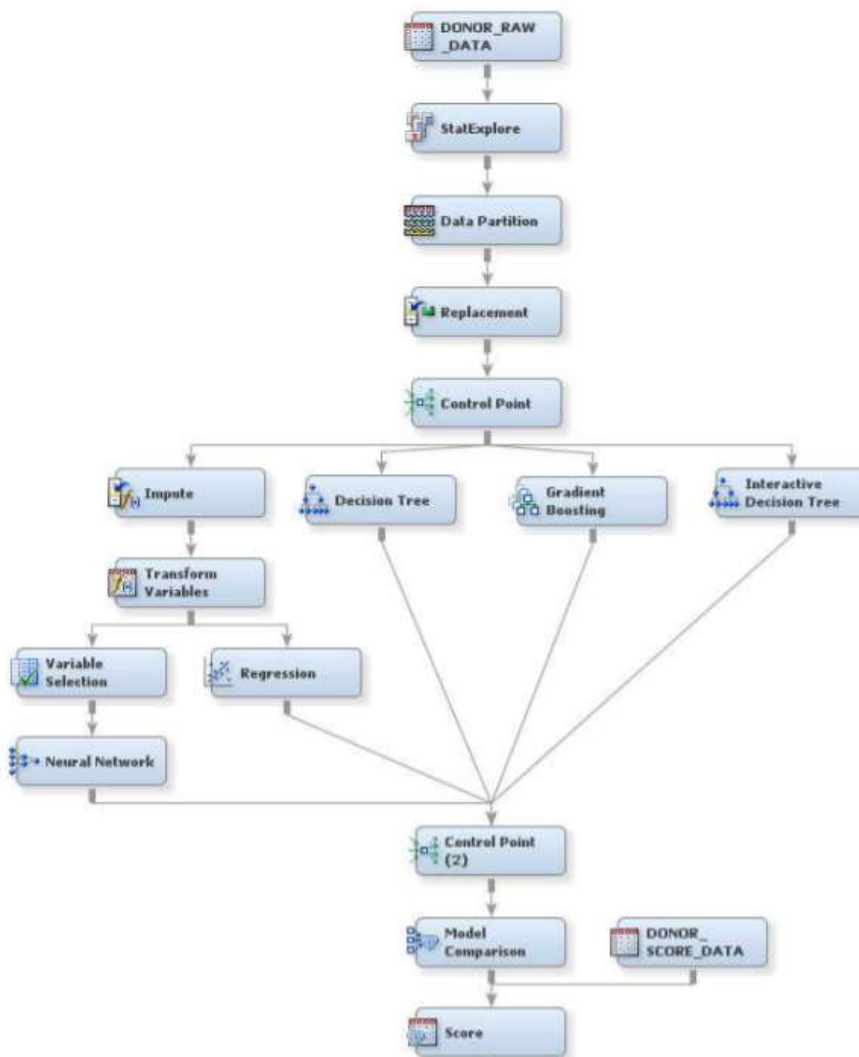 DONOR_RAW
_DATA
StatExplore
Data Partition
Replacement
Control Point
Impute
Decision Tree
Gradient
Boosting
Interactive
Decision Tree
Transform
Variables
Variable
Selection
Regression
Neural Network
Control Point
(2)
Model
Comparison
DONOR_
SCORE_DATA
Score